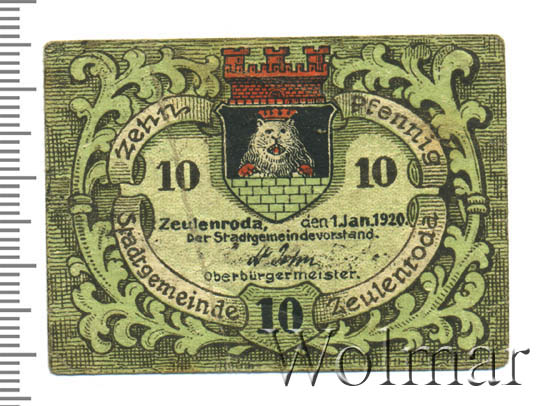 Zehn Pfennig
10 10
Zeulenroda, den 1. Jan. 1920.
Der Stadtgemeindevorstand.
Oberbürgermeister.
Stadtgemeinde Zeulenroda
10
Wolmar